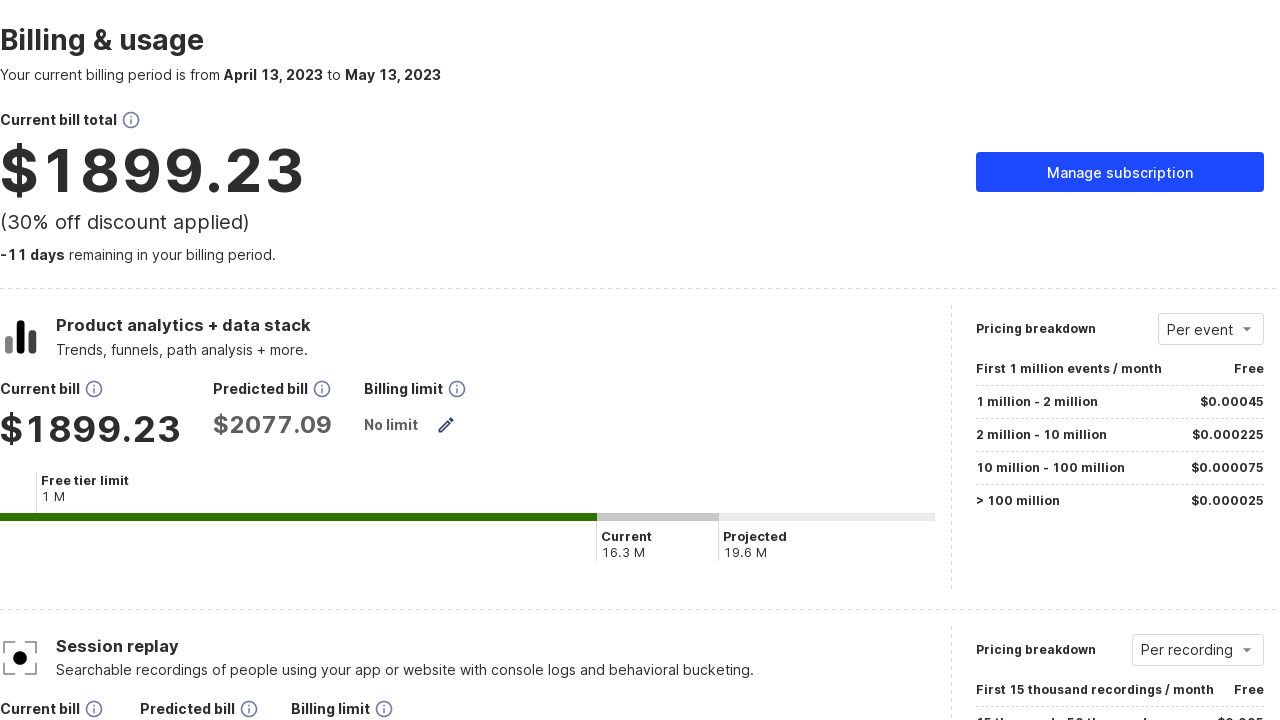 Billing & usage
Your current billing period is from April 13, 2023 to May 13, 2023
Current bill total
$1899.23
Manage subscription
(30% off discount applied)
-11 days remaining in your billing period.
Product analytics + data stack
Trends, funnels, path analysis + more.
Current bill
Predicted bill
Billing limit
$1899.23
$2077.09
No limit
Free tier limit
1 M
Current
16.3 M
Projected
19.6 M
Pricing breakdown
Per event
First 1 million events / month Free
1 million - 2 million $0.00045
2 million - 10 million $0.000225
10 million - 100 million $0.000075
> 100 million $0.000025
Session replay
Searchable recordings of people using your app or website with console logs and behavioral bucketing.
Current bill
Predicted bill
Billing limit
Pricing breakdown
Per recording
First 15 thousand recordings / month Free